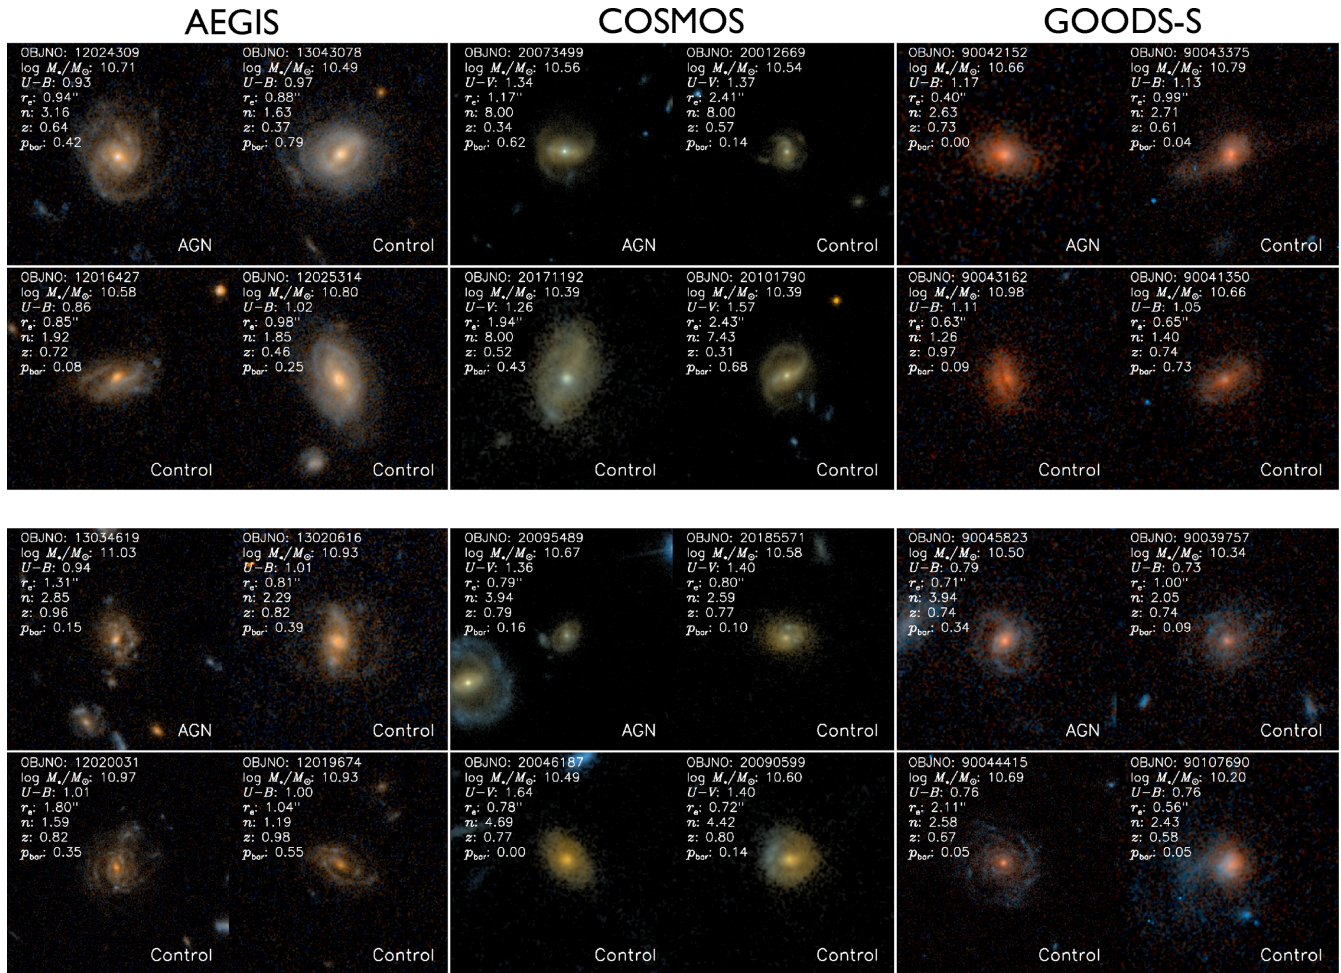 AEGIS
COSMOS
GOODS-S
OBJNO: 12024309
log M*/M⊙: 10.71
U-B: 0.93
re: 0.94"
n: 3.16
z: 0.64
pbar: 0.42
AGN
OBJNO: 13043078
log M*/M⊙: 10.49
U-B: 0.97
re: 0.88"
n: 1.63
z: 0.37
pbar: 0.79
Control
OBJNO: 20073499
log M*/M⊙: 10.56
U-V: 1.34
re: 1.17"
n: 8.00
z: 0.34
pbar: 0.62
AGN
OBJNO: 20012669
log M*/M⊙: 10.54
U-V: 1.37
re: 2.41"
n: 8.00
z: 0.57
pbar: 0.14
Control
OBJNO: 90042152
log M*/M⊙: 10.66
U-B: 1.17
re: 0.40"
n: 2.63
z: 0.73
pbar: 0.00
AGN
OBJNO: 90043375
log M*/M⊙: 10.79
U-B: 1.13
re: 0.99"
n: 2.71
z: 0.61
pbar: 0.04
Control
OBJNO: 12016427
log M*/M⊙: 10.58
U-B: 0.86
re: 0.85"
n: 1.92
z: 0.72
pbar: 0.08
Control
OBJNO: 12025314
log M*/M⊙: 10.80
U-B: 1.02
re: 0.98"
n: 1.85
z: 0.46
pbar: 0.25
Control
OBJNO: 20171192
log M*/M⊙: 10.39
U-V: 1.26
re: 1.94"
n: 8.00
z: 0.52
pbar: 0.43
Control
OBJNO: 20101790
log M*/M⊙: 10.39
U-V: 1.57
re: 2.43"
n: 7.43
z: 0.31
pbar: 0.68
Control
OBJNO: 90043162
log M*/M⊙: 10.98
U-B: 1.11
re: 0.63"
n: 1.26
z: 0.97
pbar: 0.09
Control
OBJNO: 90041350
log M*/M⊙: 10.66
U-B: 1.05
re: 0.65"
n: 1.40
z: 0.74
pbar: 0.73
Control
OBJNO: 13034619
log M*/M⊙: 11.03
U-B: 0.94
re: 1.31"
n: 2.85
z: 0.96
pbar: 0.15
AGN
OBJNO: 13020616
log M*/M⊙: 10.93
U-B: 1.01
re: 0.81"
n: 2.29
z: 0.82
pbar: 0.39
Control
OBJNO: 20095489
log M*/M⊙: 10.67
U-V: 1.36
re: 0.79"
n: 3.94
z: 0.79
pbar: 0.16
AGN
OBJNO: 20185571
log M*/M⊙: 10.58
U-V: 1.40
re: 0.80"
n: 2.59
z: 0.77
pbar: 0.10
Control
OBJNO: 90045823
log M*/M⊙: 10.50
U-B: 0.79
re: 0.71"
n: 3.94
z: 0.74
pbar: 0.34
AGN
OBJNO: 90039757
log M*/M⊙: 10.34
U-B: 0.73
re: 1.00"
n: 2.05
z: 0.74
pbar: 0.09
Control
OBJNO: 12020031
log M*/M⊙: 10.97
U-B: 1.01
re: 1.80"
n: 1.59
z: 0.82
pbar: 0.35
Control
OBJNO: 12019674
log M*/M⊙: 10.93
U-B: 1.00
re: 1.04"
n: 1.19
z: 0.98
pbar: 0.55
Control
OBJNO: 20046187
log M*/M⊙: 10.49
U-V: 1.64
re: 0.78"
n: 4.69
z: 0.77
pbar: 0.00
Control
OBJNO: 20090599
log M*/M⊙: 10.60
U-V: 1.40
re: 0.72"
n: 4.42
z: 0.80
pbar: 0.14
Control
OBJNO: 90044415
log M*/M⊙: 10.69
U-B: 0.76
re: 2.11"
n: 2.58
z: 0.67
pbar: 0.05
Control
OBJNO: 90107690
log M*/M⊙: 10.20
U-B: 0.76
re: 0.56"
n: 2.43
z: 0.58
pbar: 0.05
Control